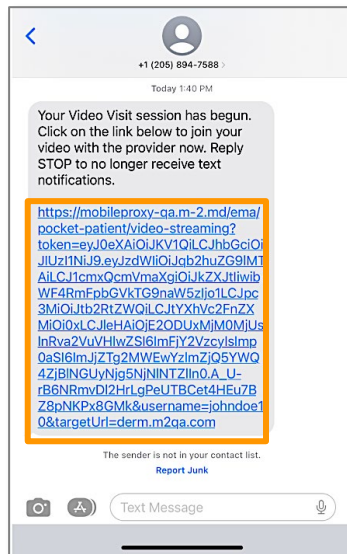 +1 (205) 894-7588 >
Today 1:40 PM
Your Video Visit session has begun.
Click on the link below to join your
video with the provider now. Reply
STOP to no longer receive text
notifications.
https://mobileproxy-qa.m-2.md/ema/
pocket-patient/video-streaming?
token=eyJ0eXAiOiJKV1QiLCJhbGciOi
JIUzI1NiJ9.eyJzdWIiOiJqb2huZG9lMT
AiLCJ1cmxQcmVmaXgiOiJkZXJtIiwib
WF4RmFpbGVkTG9naW5zIjo1LCJpc
3MiOiJtb2RtZWQiLCJtYXhVc2FnZX
MiOi0xLCJleHAiOjE2ODUxMjM0MjUs
InRva2VuVHlwZSI6ImFjY2VzcyIsImp
0aSI6ImJjZTg2MWEwYzlmZjQ5YWQ
4ZjBlNGUyNjg5NjNlNTZlIn0.A_U-
rB6NRmvDl2HrLgPeUTBCet4HEu7B
Z8pNKPx8GMk&username=johndoe1
0&targetUrl=derm.m2qa.com
The sender is not in your contact list.
Report Junk
Text Message